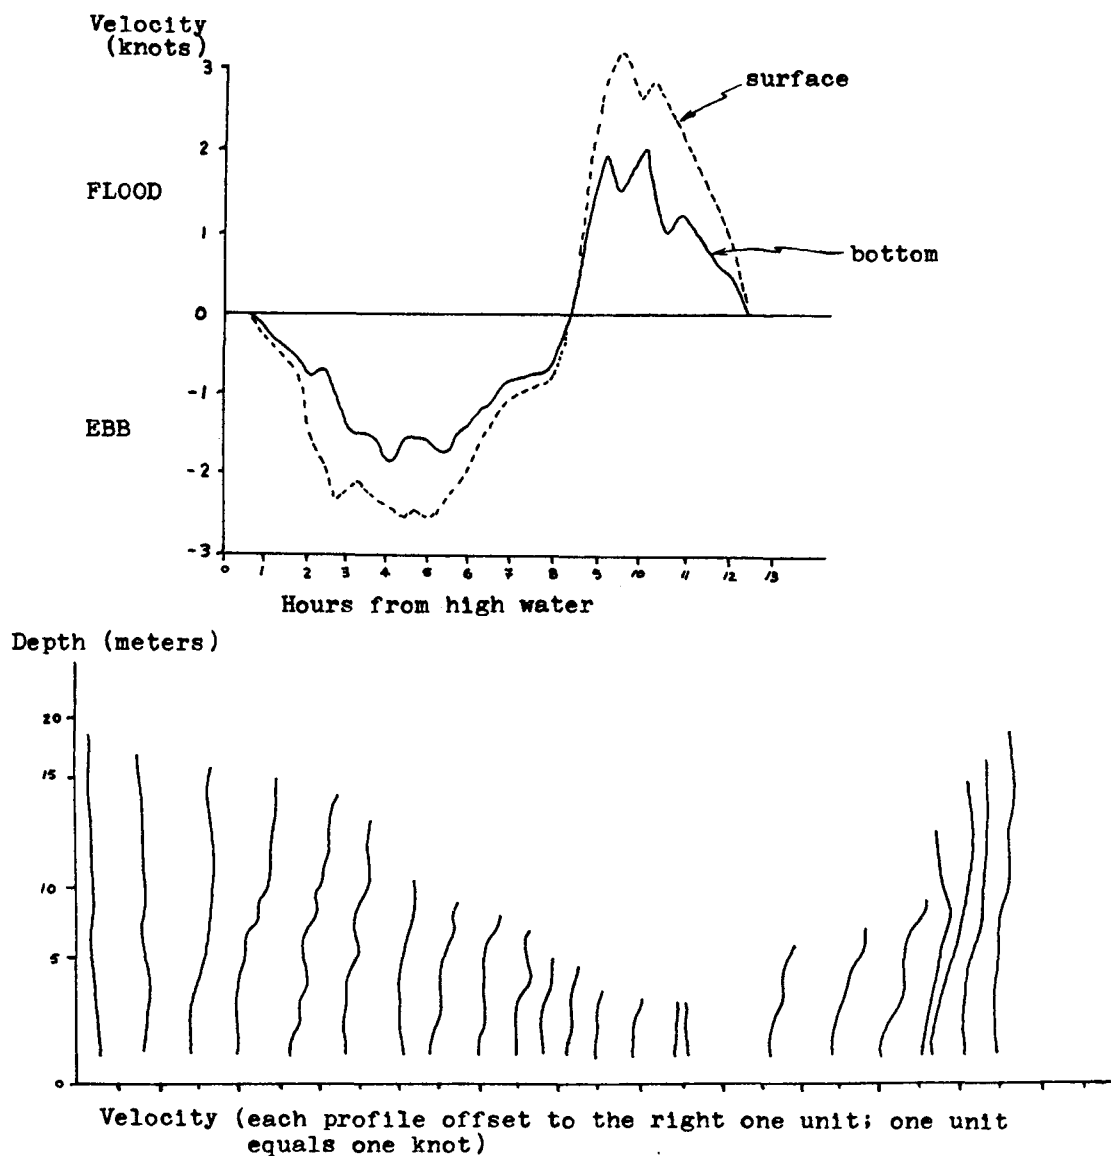 Velocity
(knots)
3
surface
2
FLOOD
1
bottom
0
-1
EBB
-2
-3
0 1 2 3 4 5 6 7 8 9 10 11 12 13
Hours from high water
Depth (meters)
20
15
10
5
0
Velocity (each profile offset to the right one unit; one unit
equals one knot)